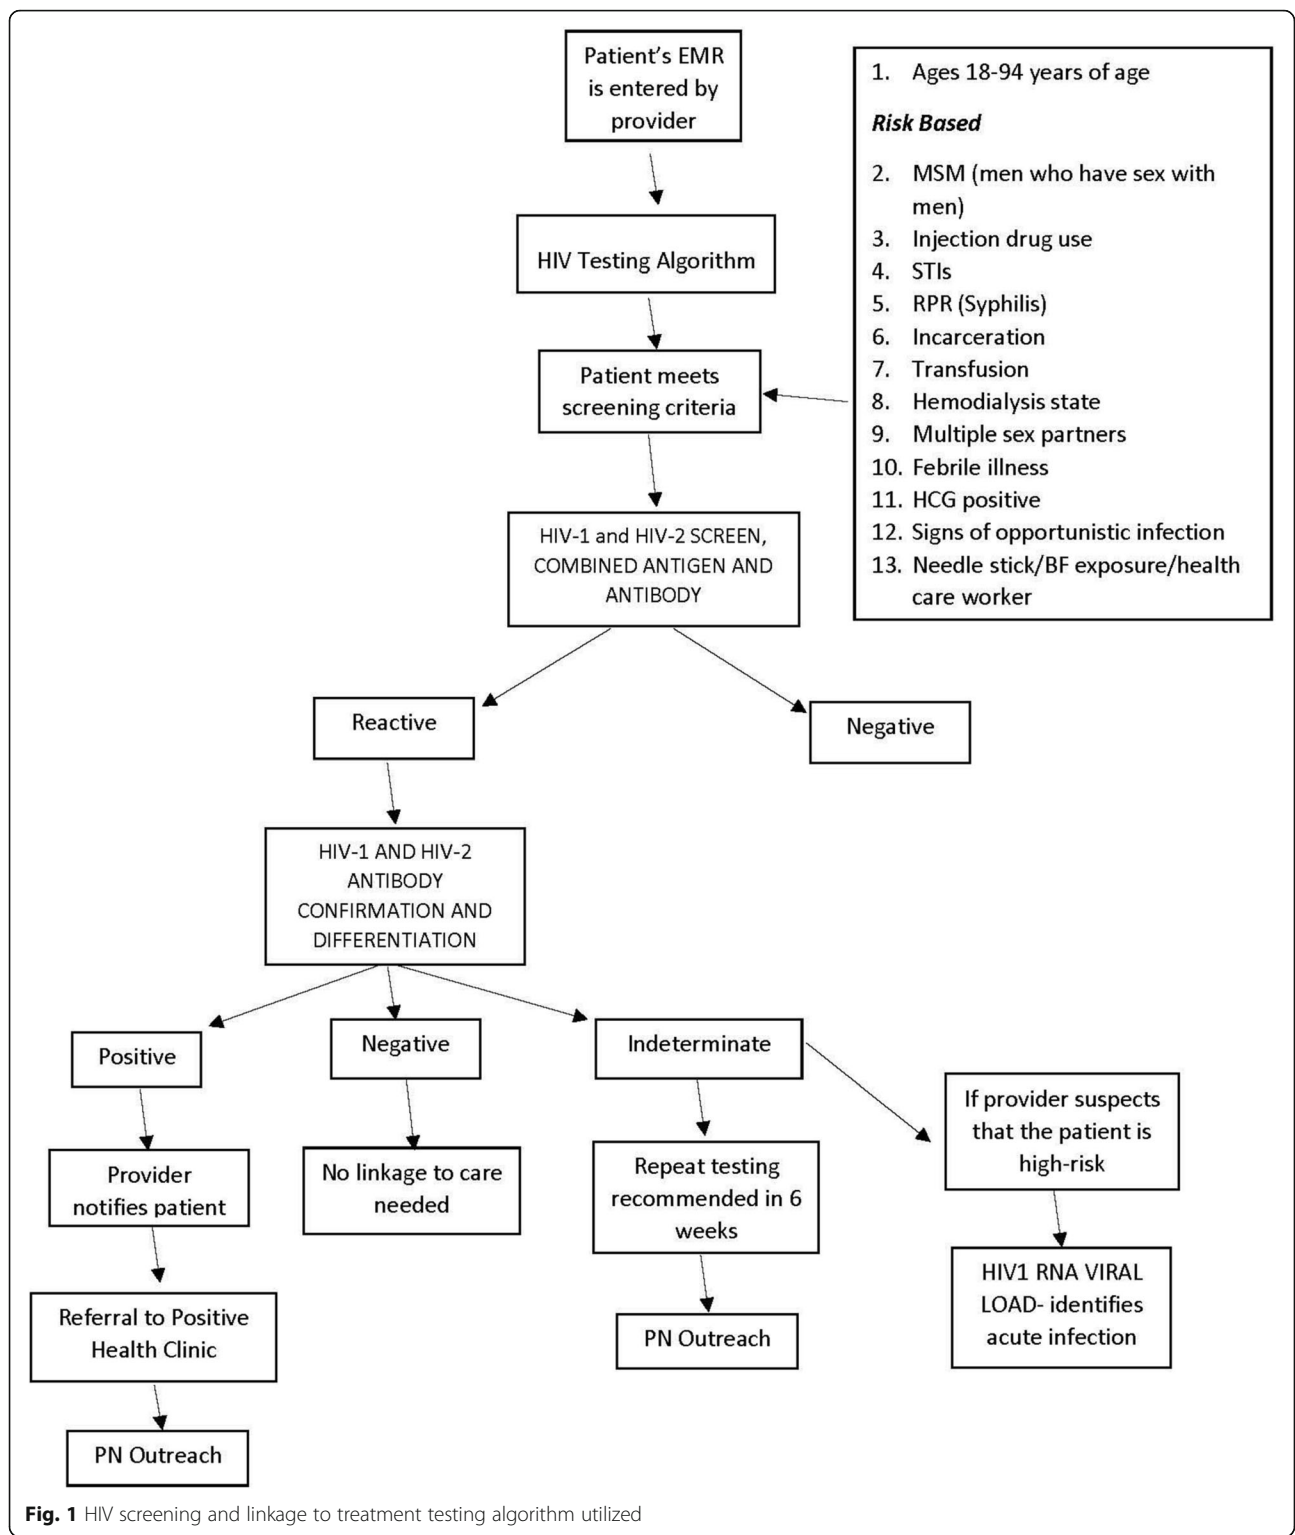 Patient's EMR
is entered by
provider
1. Ages 18-94 years of age
Risk Based
2. MSM (men who have sex with
men)
3. Injection drug use
4. STIs
5. RPR (Syphilis)
6. Incarceration
7. Transfusion
8. Hemodialysis state
9. Multiple sex partners
10. Febrile illness
11. HCG positive
12. Signs of opportunistic infection
13. Needle stick/BF exposure/health
care worker
HIV Testing Algorithm
Patient meets
screening criteria
HIV-1 and HIV-2 SCREEN,
COMBINED ANTIGEN AND
ANTIBODY
Reactive
Negative
HIV-1 AND HIV-2
ANTIBODY
CONFIRMATION AND
DIFFERENTIATION
Positive
Negative
Indeterminate
Provider
notifies patient
No linkage to care
needed
Repeat testing
recommended in 6
weeks
If provider suspects
that the patient is
high-risk
Referral to Positive
Health Clinic
PN Outreach
HIV1 RNA VIRAL
LOAD- identifies
acute infection
PN Outreach
Fig. 1 HIV screening and linkage to treatment testing algorithm utilized